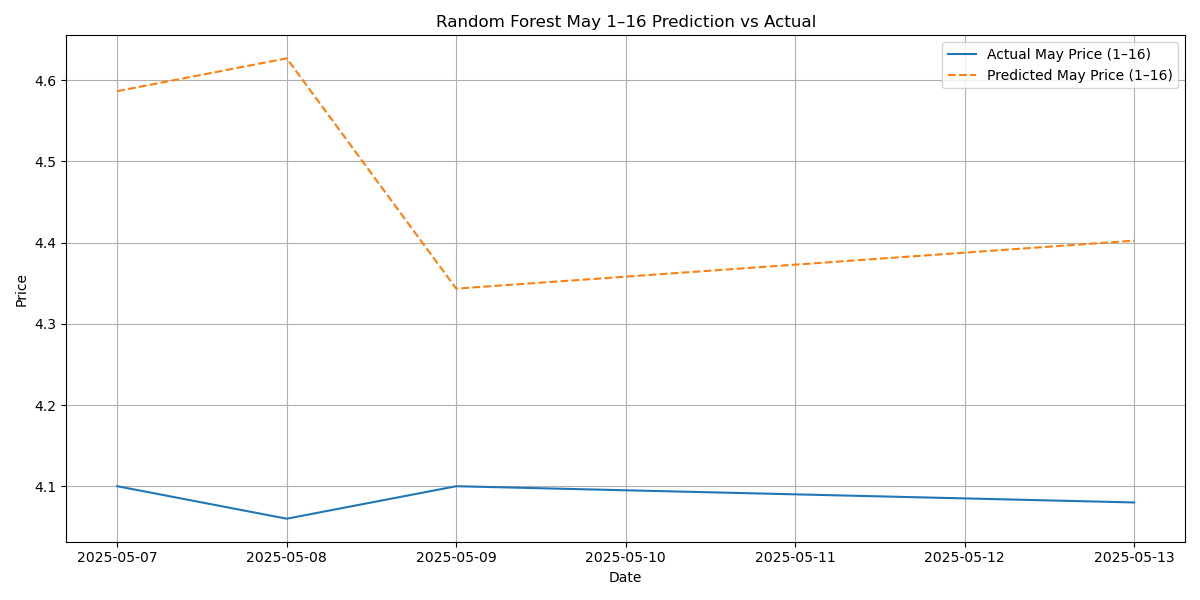 Random Forest May 1–16 Prediction vs Actual
Actual May Price (1–16)
Predicted May Price (1–16)
Price
4.6
4.5
4.4
4.3
4.2
4.1
2025-05-07 2025-05-08 2025-05-09 2025-05-10 2025-05-11 2025-05-12 2025-05-13
Date